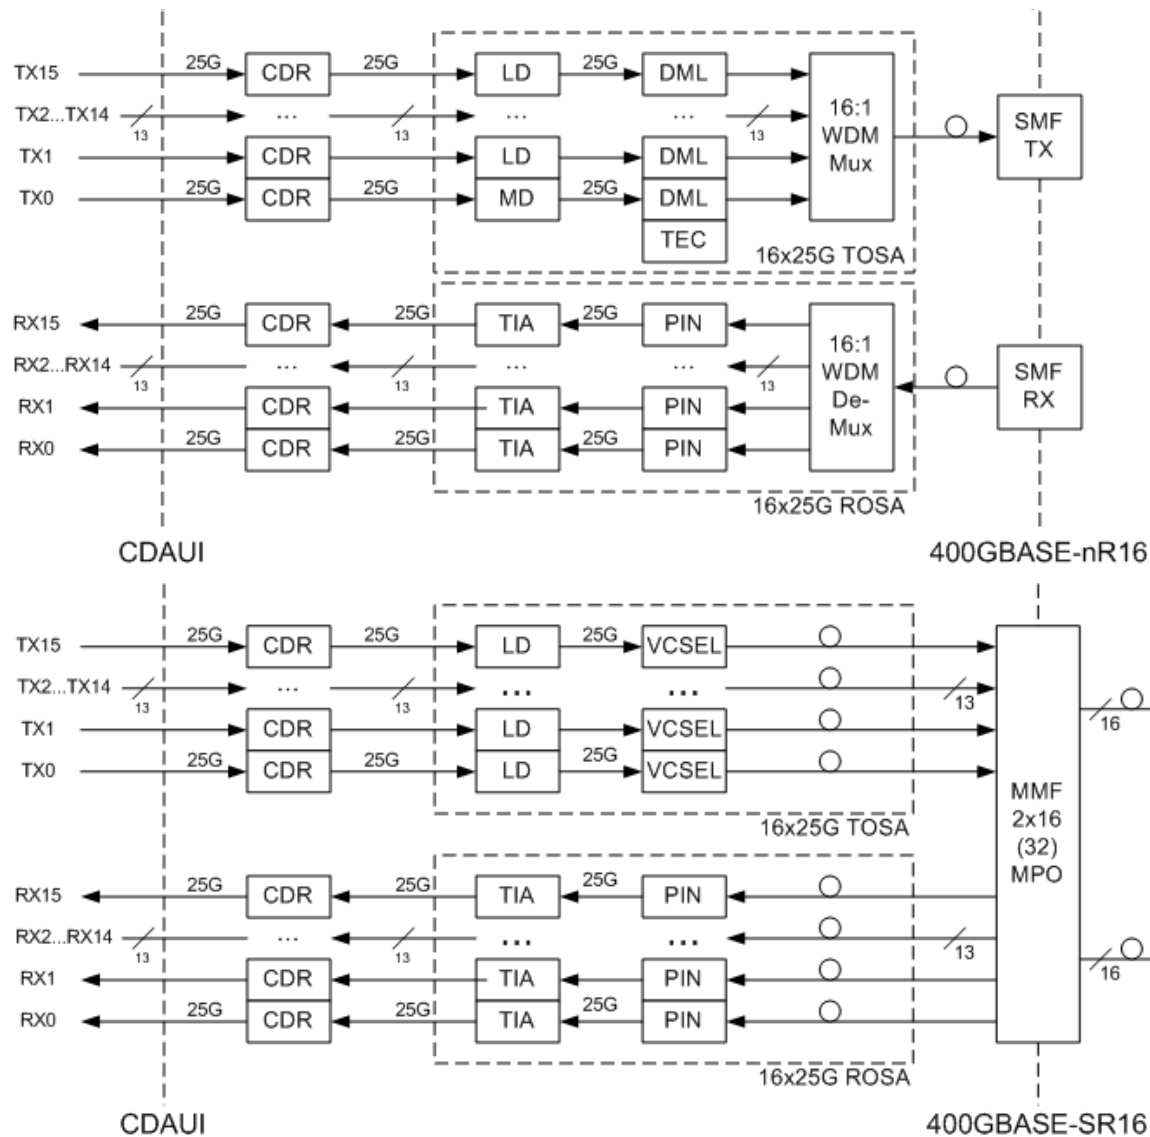 TX15 25G CDR 25G LD 25G DML
TX2...TX14 13 ... 13 ... ... 13
TX1 CDR LD DML
TX0 25G CDR 25G MD 25G DML
TEC
16:1
WDM
Mux
SMF
TX
16x25G TOSA
RX15 25G CDR 25G TIA 25G PIN
RX2...RX14 13 ... 13 ... ... 13
RX1 CDR TIA PIN
RX0 25G CDR 25G TIA 25G PIN
16:1
WDM
De-
Mux
SMF
RX
16x25G ROSA
CDAUI 400GBASE-nR16
TX15 25G CDR 25G LD 25G VCSEL
TX2...TX14 13 ... 13 ... ... 13
TX1 CDR LD VCSEL
TX0 25G CDR 25G LD 25G VCSEL
16x25G TOSA
MMF
2x16
(32)
MPO
16
16
RX15 25G CDR 25G TIA 25G PIN
RX2...RX14 13 ... 13 ... ... 13
RX1 CDR TIA PIN
RX0 25G CDR 25G TIA 25G PIN
16x25G ROSA
CDAUI 400GBASE-SR16